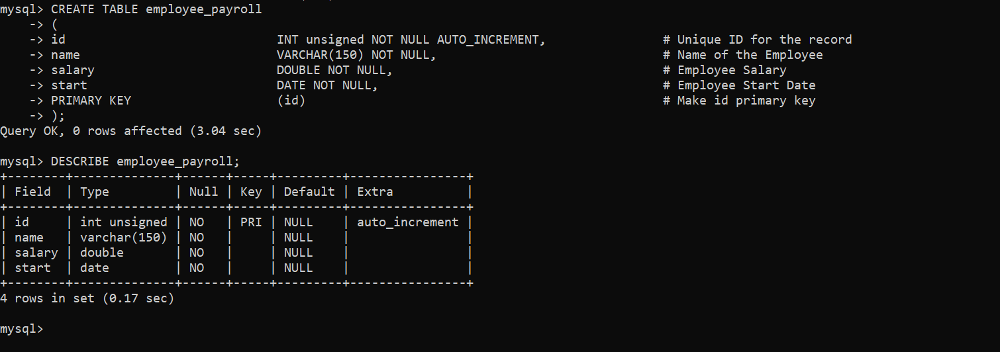 mysql> CREATE TABLE employee_payroll
    -> (
    -> id                             INT unsigned NOT NULL AUTO_INCREMENT,                # Unique ID for the record
    -> name                           VARCHAR(150) NOT NULL,                               # Name of the Employee
    -> salary                         DOUBLE NOT NULL,                                     # Employee Salary
    -> start                          DATE NOT NULL,                                       # Employee Start Date
    -> PRIMARY KEY                    (id)                                                 # Make id primary key
    -> );
Query OK, 0 rows affected (3.04 sec)

mysql> DESCRIBE employee_payroll;
+--------+--------------+------+-----+---------+----------------+
| Field  | Type         | Null | Key | Default | Extra          |
+--------+--------------+------+-----+---------+----------------+
| id     | int unsigned | NO   | PRI | NULL    | auto_increment |
| name   | varchar(150) | NO   |     | NULL    |                |
| salary | double       | NO   |     | NULL    |                |
| start  | date         | NO   |     | NULL    |                |
+--------+--------------+------+-----+---------+----------------+
4 rows in set (0.17 sec)

mysql>